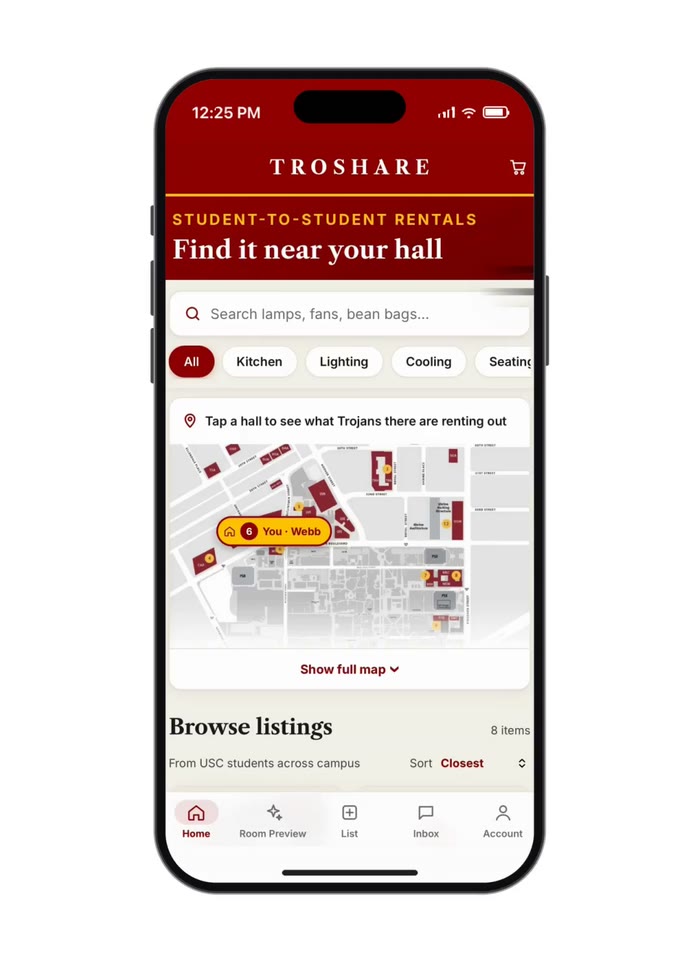 12:25 PM
TROSHARE
STUDENT-TO-STUDENT RENTALS
Find it near your hall
Search lamps, fans, bean bags...
All
Kitchen
Lighting
Cooling
Seating
Tap a hall to see what Trojans there are renting out
6 You · Webb
Show full map
Browse listings
8 items
From USC students across campus
Sort Closest
Home
Room Preview
List
Inbox
Account